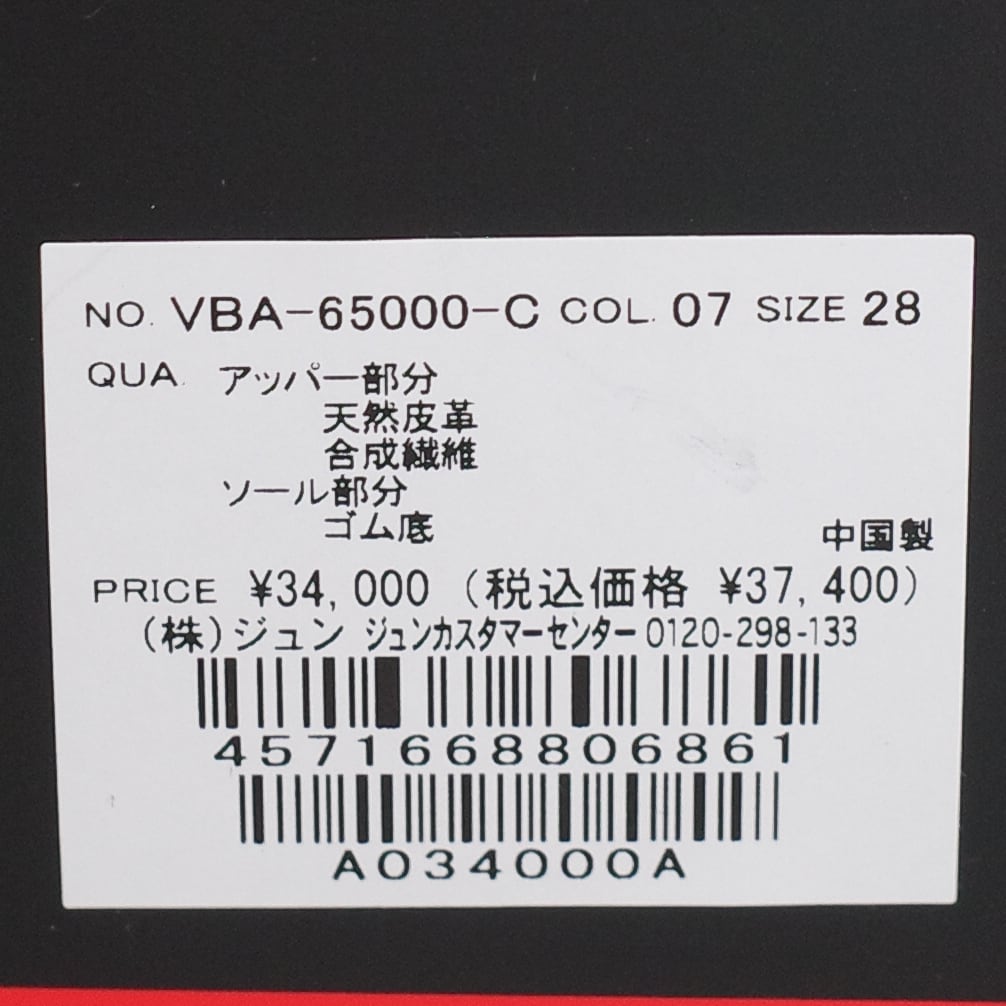 NO. VBA-65000-C COL. 07 SIZE 28
QUA. アッパー部分
天然皮革
合成繊維
ソール部分
ゴム底
中国製
PRICE ¥34,000 (税込価格 ¥37,400)
(株)ジュン ジュンカスタマーセンター 0120-298-133
4571668806861
A034000A